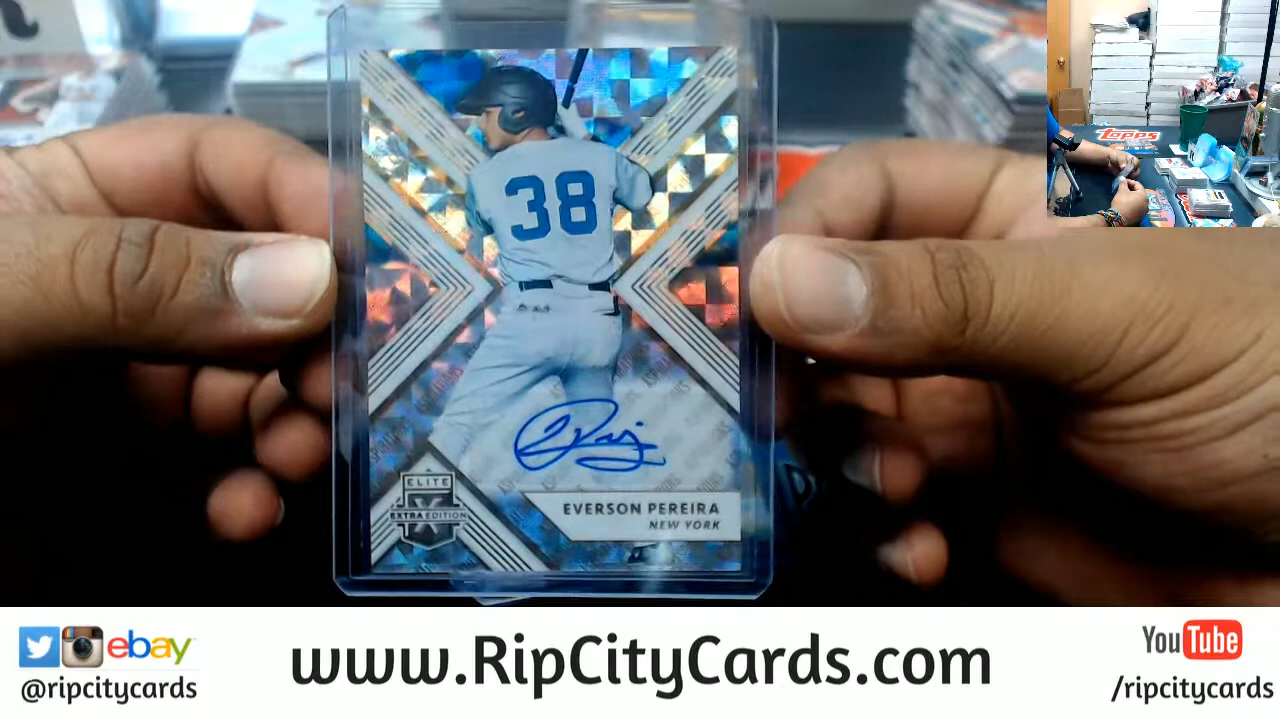 Topps
38
ELITE
EXTRA EDITION
EVERSON PEREIRA
NEW YORK
ebay
@ripcitycards
www.RipCityCards.com
YouTube
/ripcitycards